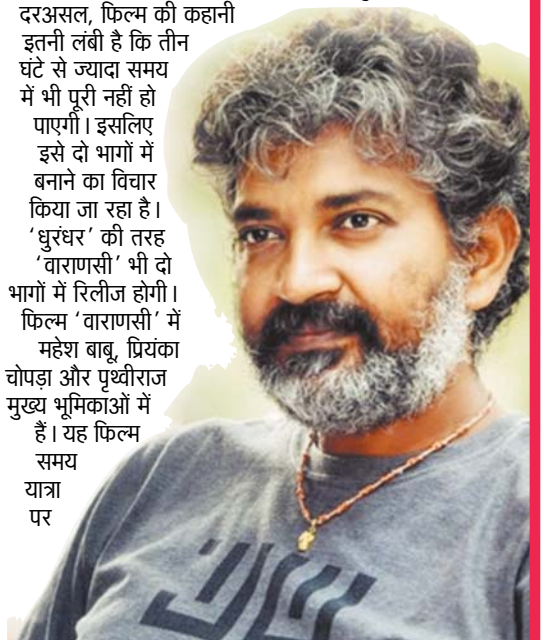 दरअसल, फिल्म की कहानी
इतनी लंबी है कि तीन
घंटे से ज्यादा समय
में भी पूरी नहीं हो
पाएगी। इसलिए
इसे दो भागों में
बनाने का विचार
किया जा रहा है।
‘धुरंधर’ की तरह
‘वाराणसी’ भी दो
भागों में रिलीज होगी।
फिल्म ‘वाराणसी’ में
महेश बाबू, प्रियंका
चोपड़ा और पृथ्वीराज
मुख्य भूमिकाओं में
हैं। यह फिल्म
समय
यात्रा
पर